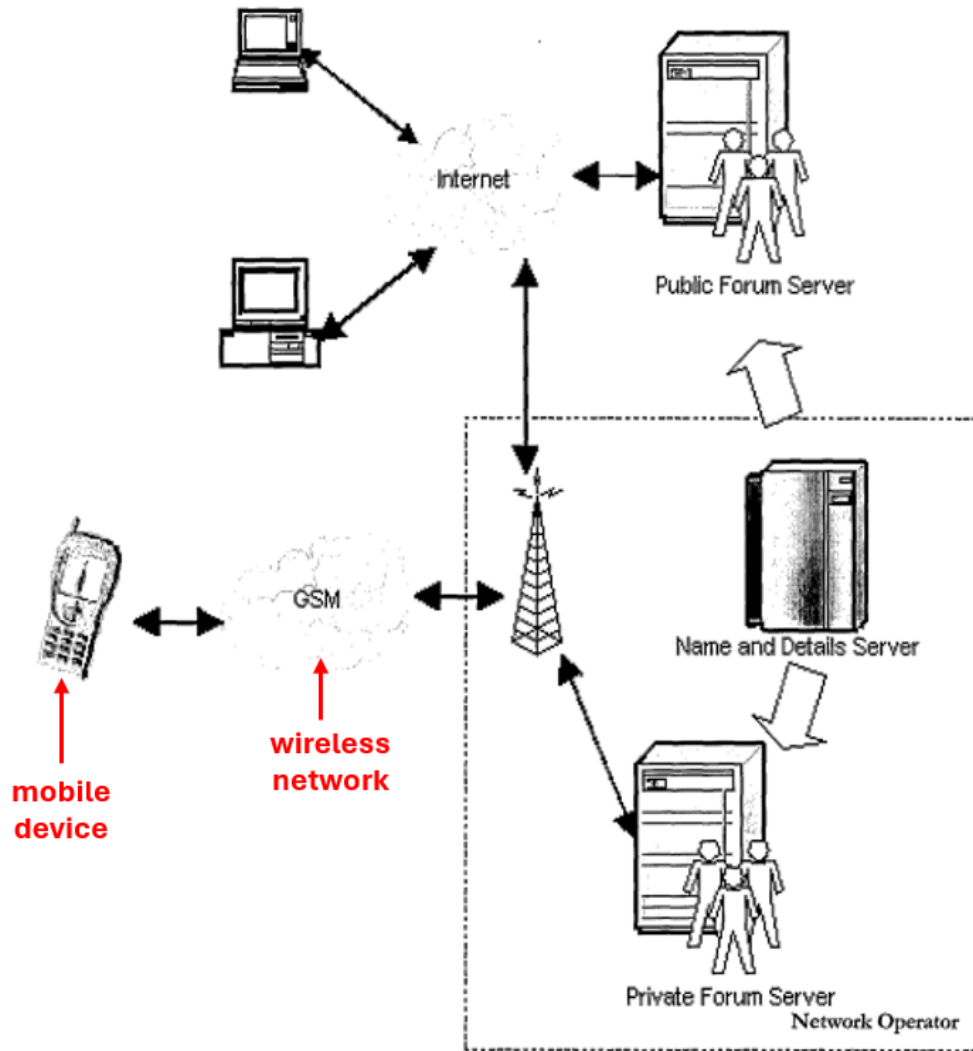 Internet
Public Forum Server
GSM
Name and Details Server
wireless
network
mobile
device
Private Forum Server
Network Operator